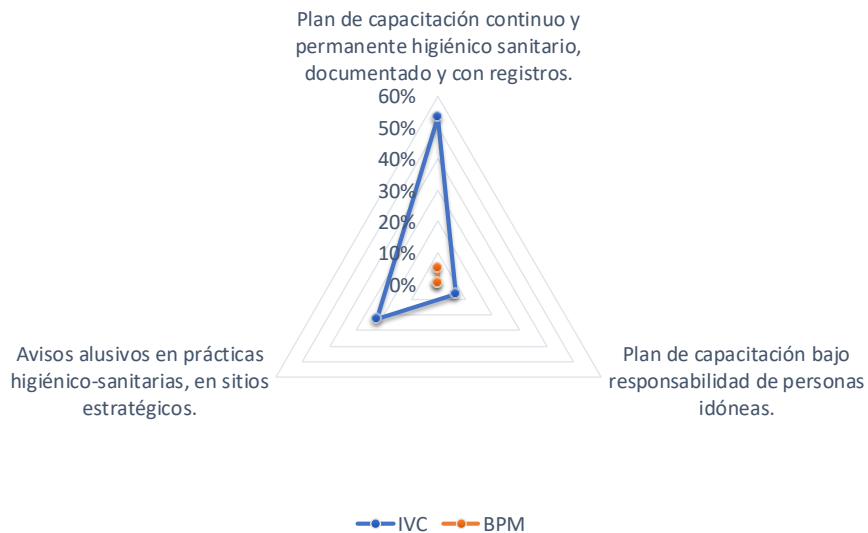 Plan de capacitación continuo y
permanente higiénico sanitario,
documentado y con registros.
60%
50%
40%
30%
20%
10%
0%
Avisos alusivos en prácticas
higiénico-sanitarias, en sitios
estratégicos.
Plan de capacitación bajo
responsabilidad de personas
idóneas.
IVC BPM